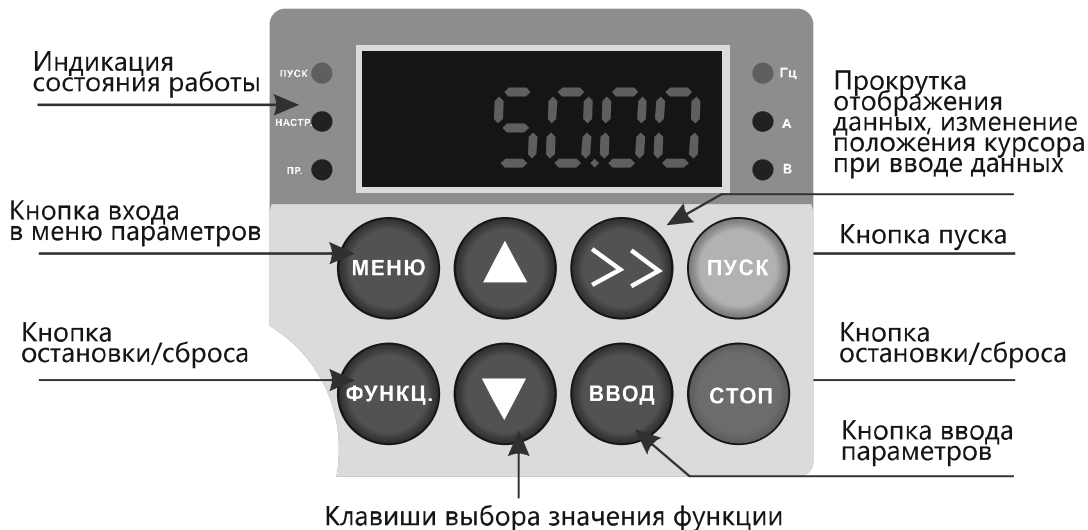 Индикация
состояния работы
ПУСК
НАСТР.
ПР.
50.00
Гц
А
В
Прокрутка
отображения
данных, изменение
положения курсора
при вводе данных
Кнопка входа
в меню параметров
МЕНЮ
>>
ПУСК
Кнопка пуска
Кнопка
остановки/сброса
ФУНКЦ.
ВВОД
СТОП
Кнопка
остановки/сброса
Кнопка ввода
параметров
Клавиши выбора значения функции